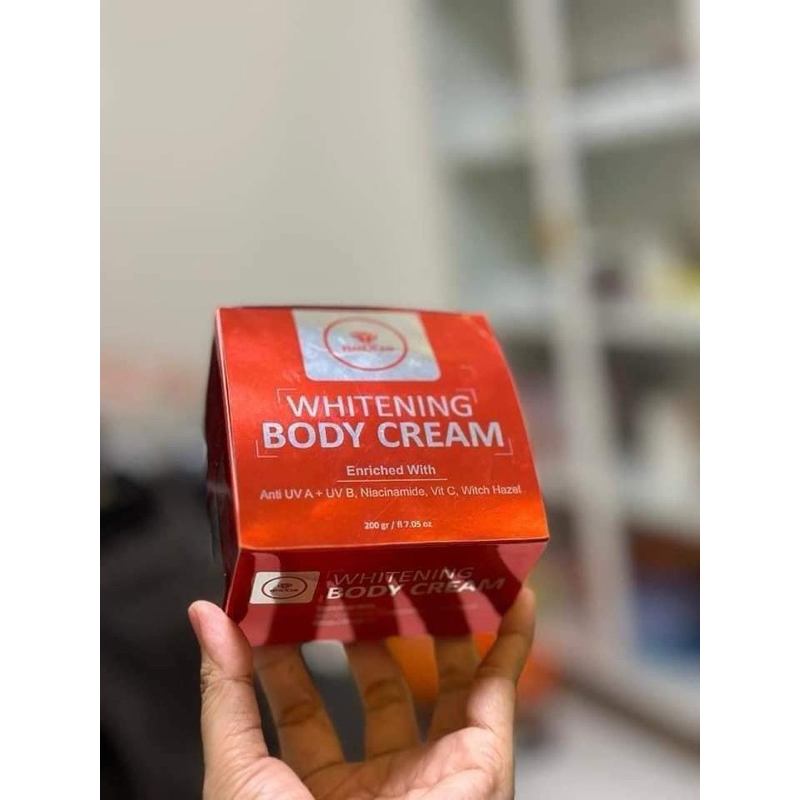 WHITENING
BODY CREAM
Enriched With
Anti UV A + UV B, Niacinamide, Vit C, Witch Hazel
200 gr / fl 7.05 oz
WHITENING
BODY CREAM